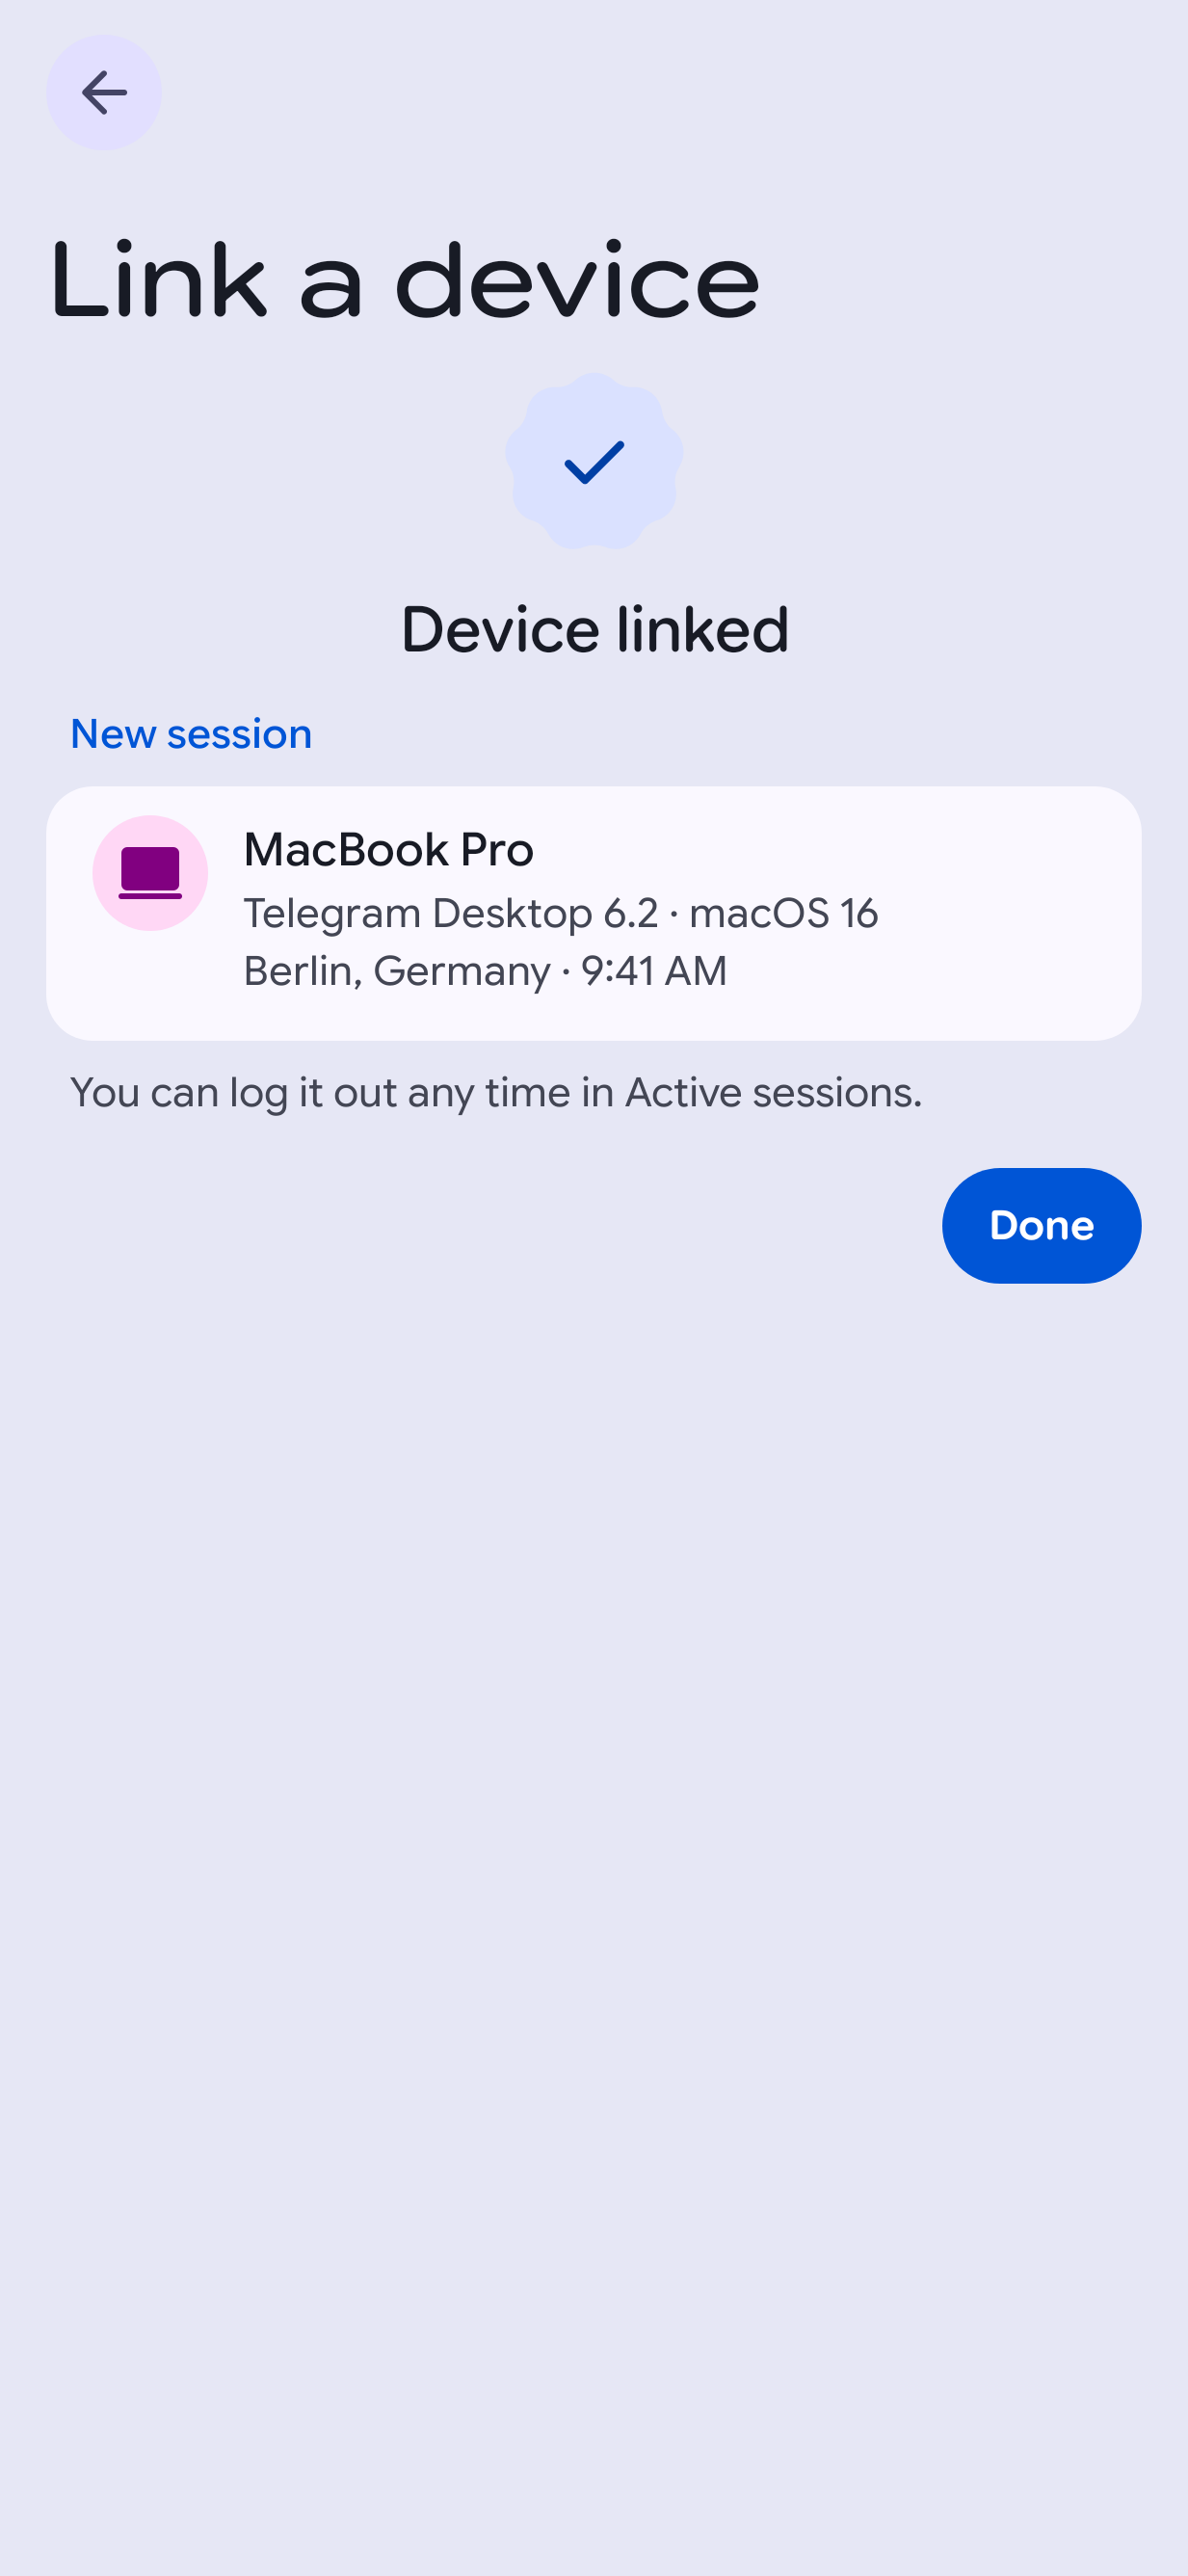 Link a device
Device linked
New session
MacBook Pro
Telegram Desktop 6.2 · macOS 16
Berlin, Germany · 9:41 AM
You can log it out any time in Active sessions.
Done